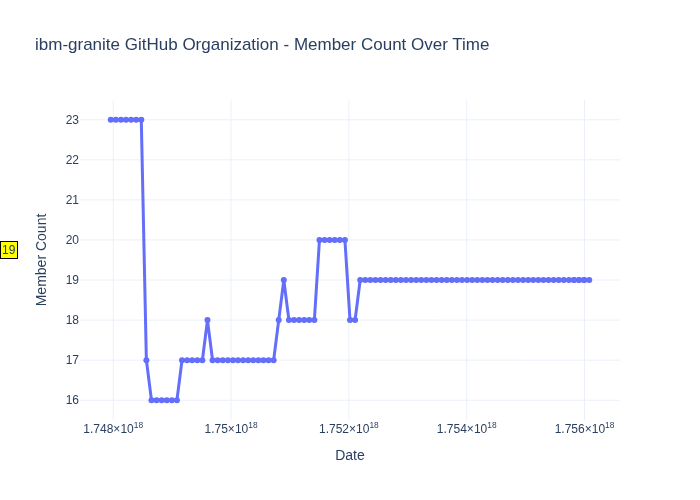 ibm-granite GitHub Organization - Member Count Over Time
23
22
21
20
19
18
17
16
19
Member Count
1.748×10¹⁸ 1.75×10¹⁸ 1.752×10¹⁸ 1.754×10¹⁸ 1.756×10¹⁸
Date